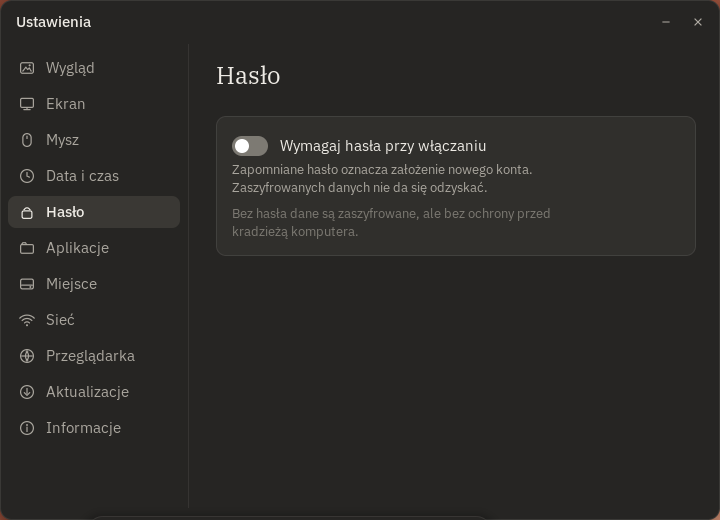 Ustawienia
Wygląd
Ekran
Mysz
Data i czas
Hasło
Aplikacje
Miejsce
Sieć
Przeglądarka
Aktualizacje
Informacje
Hasło
Wymagaj hasła przy włączaniu
Zapomniane hasło oznacza założenie nowego konta.
Zaszyfrowanych danych nie da się odzyskać.
Bez hasła dane są zaszyfrowane, ale bez ochrony przed
kradzieżą komputera.